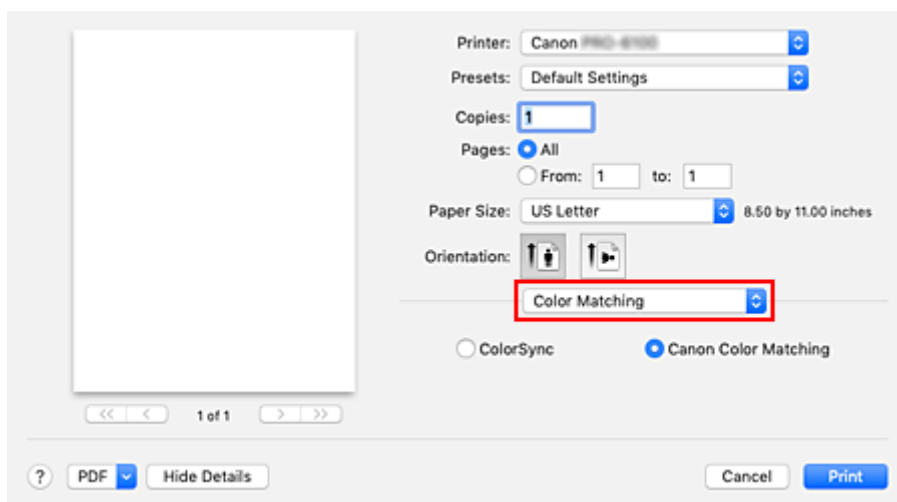 Printer: Canon
Presets: Default Settings
Copies: 1
Pages: All
From: 1 to: 1
Paper Size: US Letter 8.50 by 11.00 inches
Orientation:
Color Matching
ColorSync Canon Color Matching
<< < 1 of 1 > >>
? PDF Hide Details Cancel Print